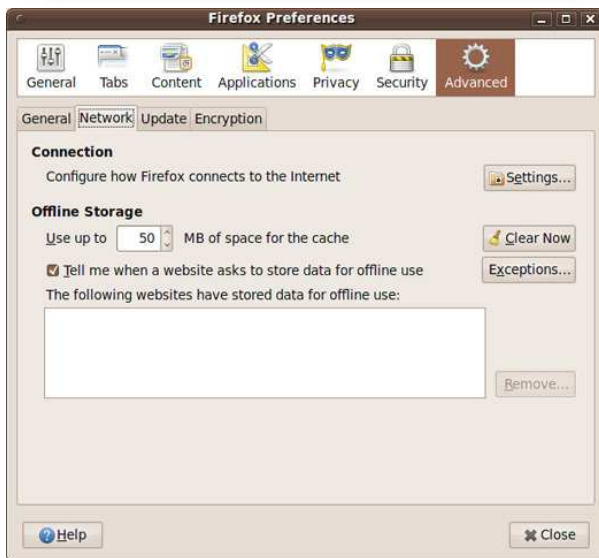 Firefox Preferences
General Tabs Content Applications Privacy Security Advanced
General Network Update Encryption
Connection
Configure how Firefox connects to the Internet Settings...
Offline Storage
Use up to 50 MB of space for the cache Clear Now
Tell me when a website asks to store data for offline use Exceptions...
The following websites have stored data for offline use:
Remove...
Help Close